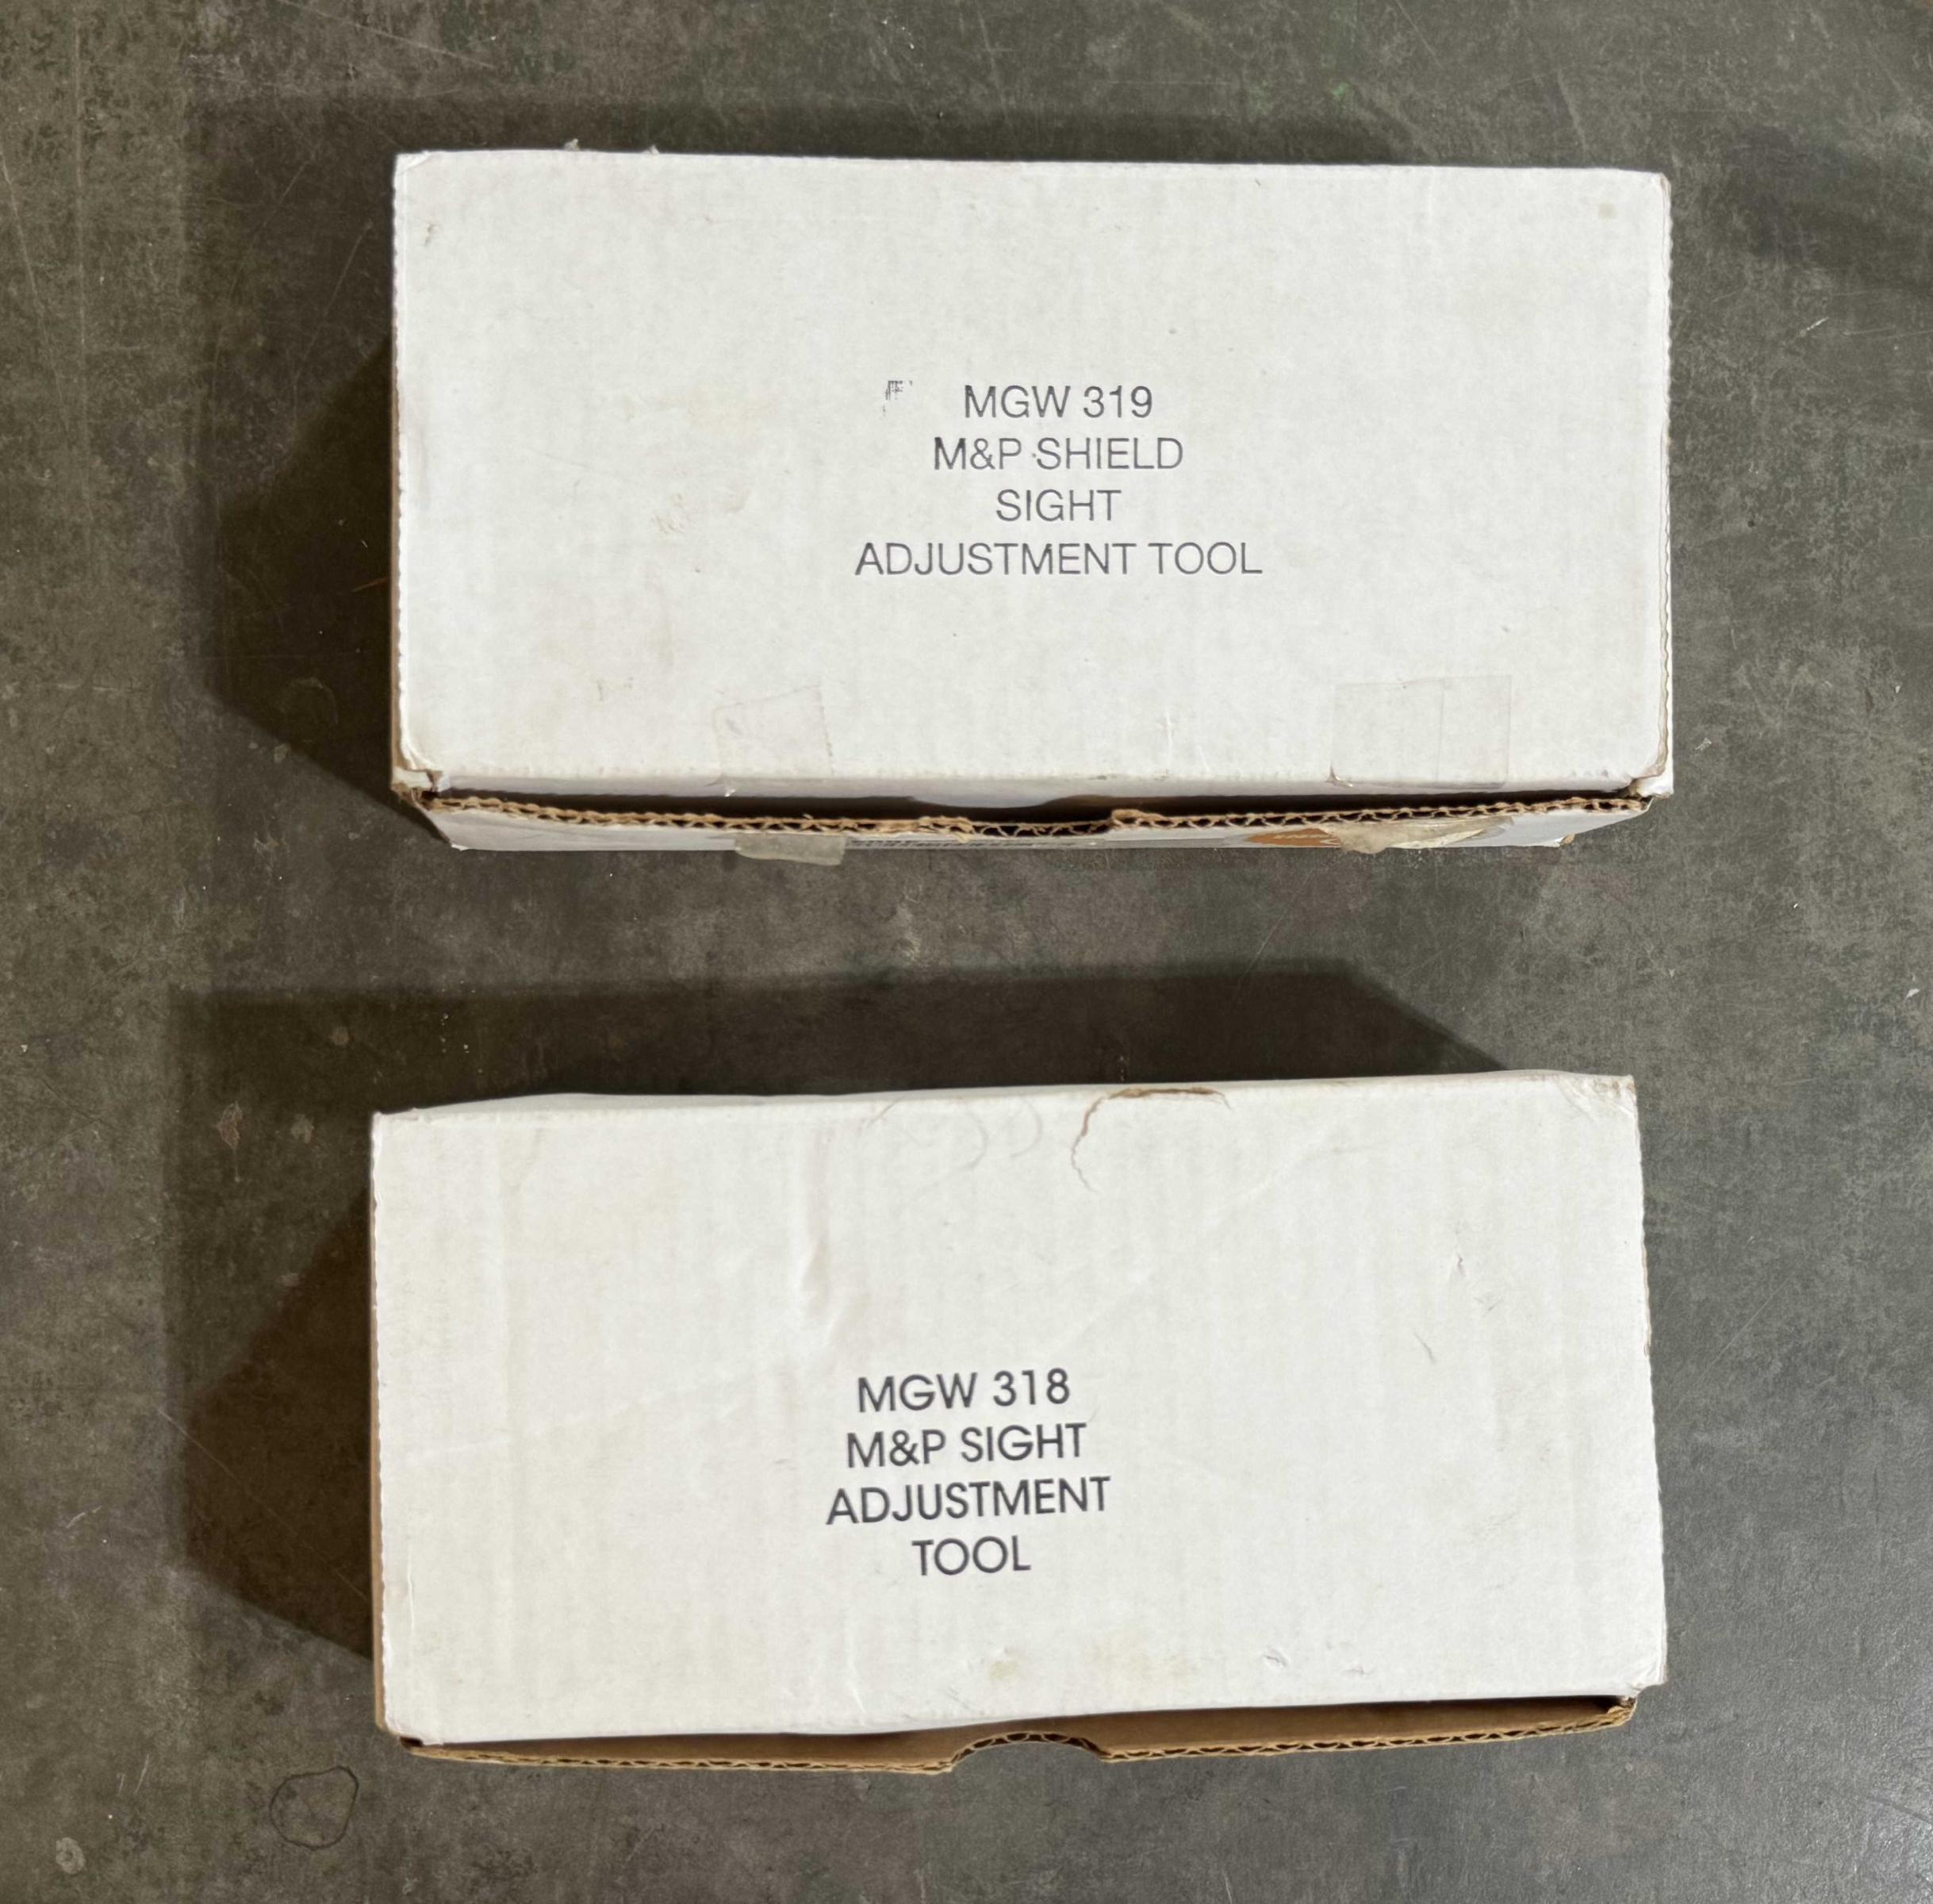 MGW 319
M&P SHIELD
SIGHT
ADJUSTMENT TOOL
MGW 318
M&P SIGHT
ADJUSTMENT
TOOL